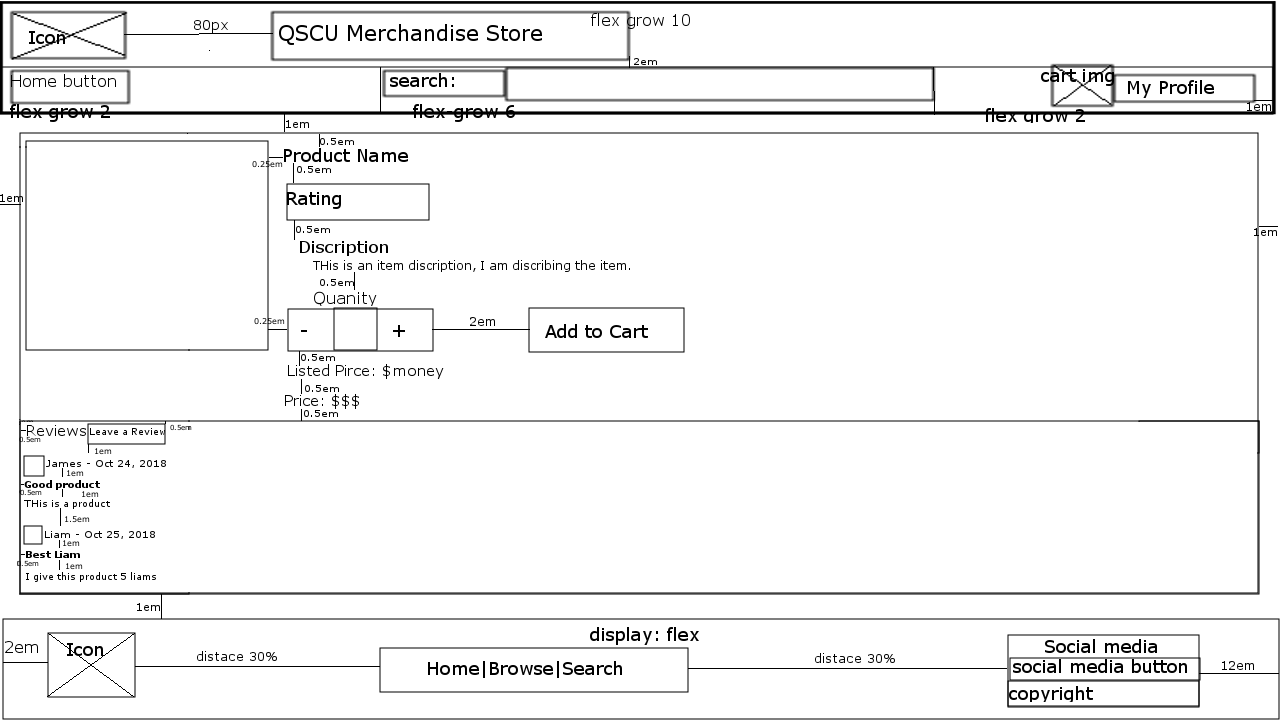 Icon
80px
QSCU Merchandise Store
flex grow 10
2em
Home button
search:
cart img
My Profile
1em
flex grow 2
flex grow 6
flex grow 2
1em
0.5em
Product Name
0.25em
0.5em
1em
Rating
0.5em
1em
Discription
THis is an item discription, I am discribing the item.
0.5em
Quanity
0.25em
-
+
2em
Add to Cart
0.5em
Listed Pirce: $money
0.5em
Price: $$$
0.5em
Reviews
Leave a Review
0.5em
0.5em
1em
James - Oct 24, 2018
1em
Good product
0.5em
1em
THis is a product
1.5em
Liam - Oct 25, 2018
1em
Best Liam
0.5em
1em
I give this product 5 liams
1em
display: flex
2em
Icon
distace 30%
Home|Browse|Search
distace 30%
Social media
social media button
12em
copyright